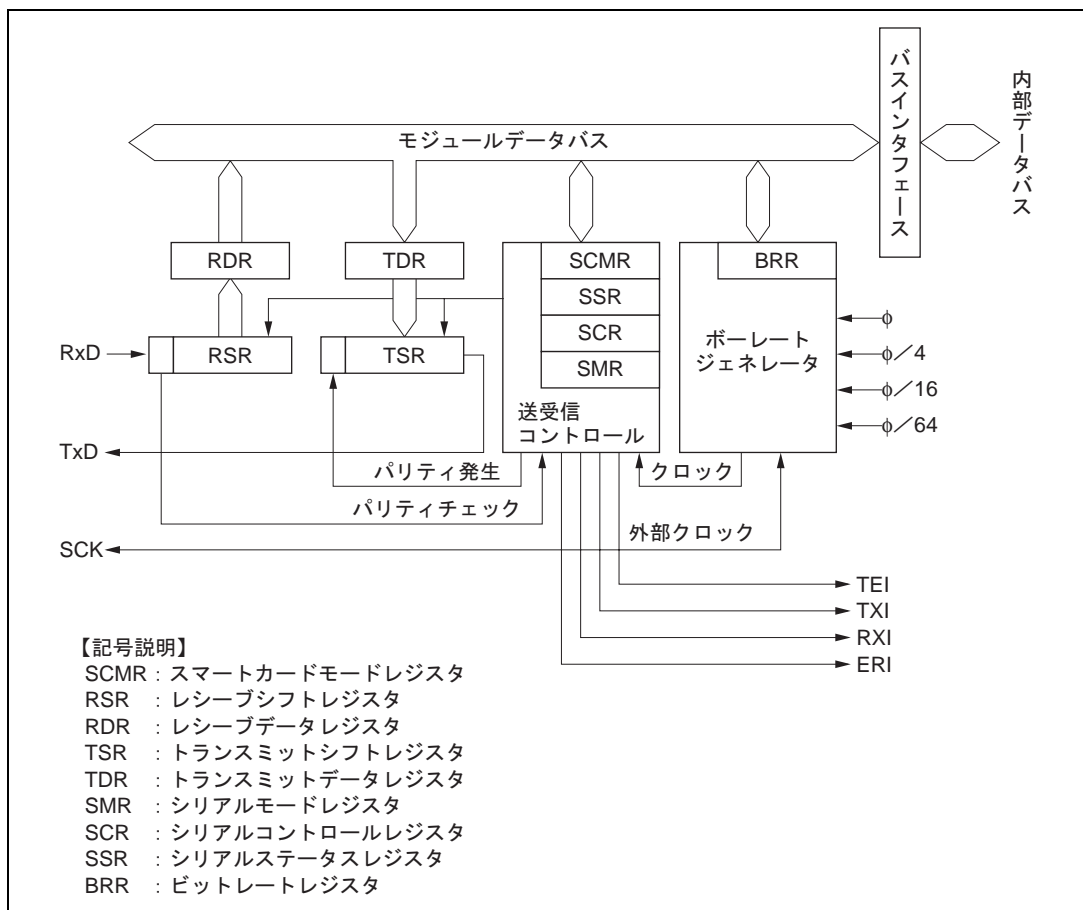 モジュールデータバス
バスインタフェース
内部データバス
RDR
TDR
SCMR
BRR
SSR
SCR
SMR
RxD
RSR
TSR
ボーレート
ジェネレータ
φ
φ／4
φ／16
φ／64
送受信
コントロール
TxD
パリティ発生
クロック
パリティチェック
外部クロック
SCK
TEI
TXI
RXI
ERI
【記号説明】
SCMR：スマートカードモードレジスタ
RSR ：レシーブシフトレジスタ
RDR ：レシーブデータレジスタ
TSR ：トランスミットシフトレジスタ
TDR ：トランスミットデータレジスタ
SMR ：シリアルモードレジスタ
SCR ：シリアルコントロールレジスタ
SSR ：シリアルステータスレジスタ
BRR ：ビットレートレジスタ